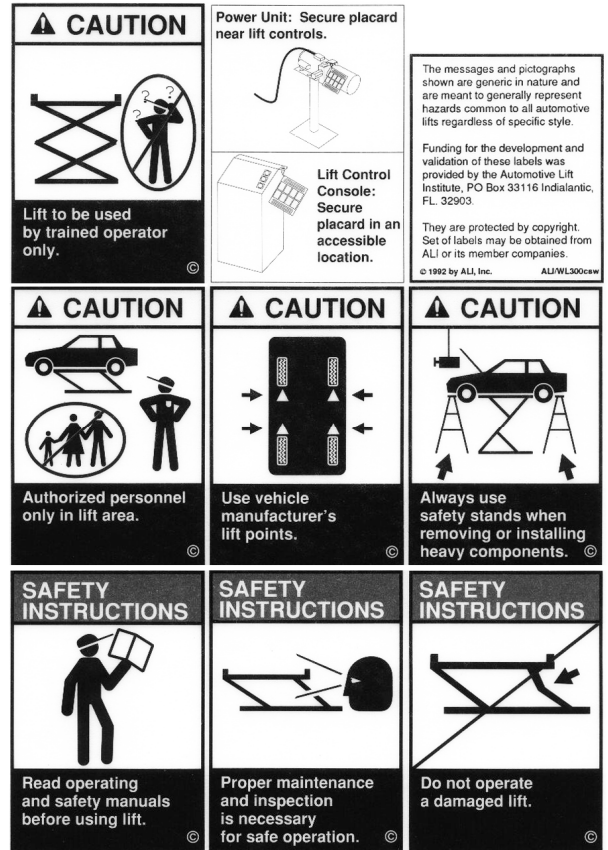 CAUTION
? ? ?
Lift to be used
by trained operator
only.
©
Power Unit: Secure placard
near lift controls.
Lift Control
Console:
Secure
placard in an
accessible
location.
The messages and pictographs
shown are generic in nature and
are meant to generally represent
hazards common to all automotive
lifts regardless of specific style.
Funding for the development and
validation of these labels was
provided by the Automotive Lift
Institute, PO Box 33116 Indialantic,
FL. 32903.
They are protected by copyright.
Set of labels may be obtained from
ALI or its member companies.
© 1992 by ALI, Inc. ALI/WL300csw
CAUTION
Authorized personnel
only in lift area.
©
CAUTION
Use vehicle
manufacturer's
lift points.
©
CAUTION
Always use
safety stands when
removing or installing
heavy components.
©
SAFETY
INSTRUCTIONS
Read operating
and safety manuals
before using lift.
©
SAFETY
INSTRUCTIONS
Proper maintenance
and inspection
is necessary
for safe operation.
©
SAFETY
INSTRUCTIONS
Do not operate
a damaged lift.
©